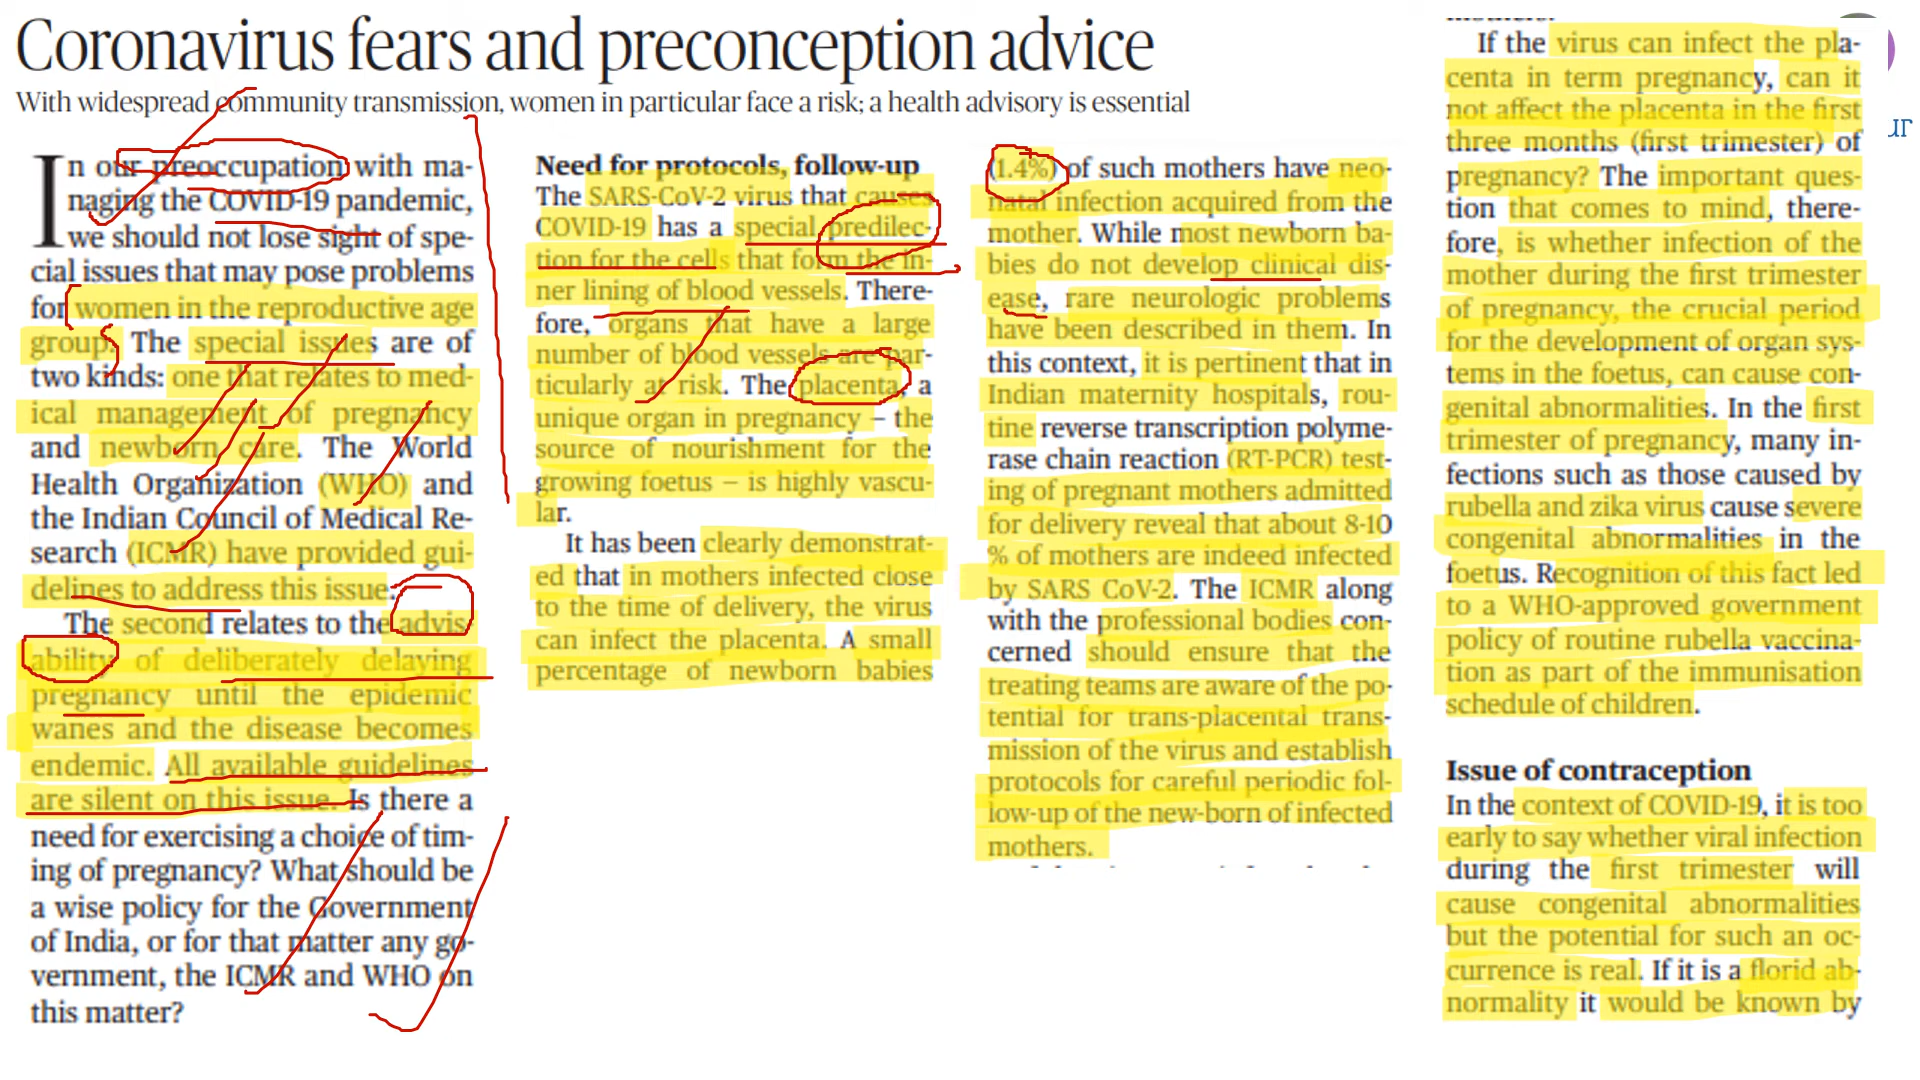 Coronavirus fears and preconception advice
With widespread community transmission, women in particular face a risk; a health advisory is essential
In our preoccupation with ma-
naging the COVID-19 pandemic,
we should not lose sight of spe-
cial issues that may pose problems
for women in the reproductive age
group. The special issues are of
two kinds: one that relates to med-
ical management of pregnancy
and newborn care. The World
Health Organization (WHO) and
the Indian Council of Medical Re-
search (ICMR) have provided gui-
delines to address this issue.
The second relates to the advis-
ability of deliberately delaying
pregnancy until the epidemic
wanes and the disease becomes
endemic. All available guidelines
are silent on this issue. Is there a
need for exercising a choice of tim-
ing of pregnancy? What should be
a wise policy for the Government
of India, or for that matter any go-
vernment, the ICMR and WHO on
this matter?
Need for protocols, follow-up
The SARS-CoV-2 virus that causes
COVID-19 has a special predilec-
tion for the cells that form the in-
ner lining of blood vessels. There-
fore, organs that have a large
number of blood vessels are par-
ticularly at risk. The placenta, a
unique organ in pregnancy – the
source of nourishment for the
growing foetus – is highly vascu-
lar.
It has been clearly demonstrat-
ed that in mothers infected close
to the time of delivery, the virus
can infect the placenta. A small
percentage of newborn babies
(1.4%) of such mothers have neo-
natal infection acquired from the
mother. While most newborn ba-
bies do not develop clinical dis-
ease, rare neurologic problems
have been described in them. In
this context, it is pertinent that in
Indian maternity hospitals, rou-
tine reverse transcription polyme-
rase chain reaction (RT-PCR) test-
ing of pregnant mothers admitted
for delivery reveal that about 8-10
% of mothers are indeed infected
by SARS CoV-2. The ICMR along
with the professional bodies con-
cerned should ensure that the
treating teams are aware of the po-
tential for trans-placental trans-
mission of the virus and establish
protocols for careful periodic fol-
low-up of the new-born of infected
mothers.
If the virus can infect the pla-
centa in term pregnancy, can it
not affect the placenta in the first
three months (first trimester) of
pregnancy? The important ques-
tion that comes to mind, there-
fore, is whether infection of the
mother during the first trimester
of pregnancy, the crucial period
for the development of organ sys-
tems in the foetus, can cause con-
genital abnormalities. In the first
trimester of pregnancy, many in-
fections such as those caused by
rubella and zika virus cause severe
congenital abnormalities in the
foetus. Recognition of this fact led
to a WHO-approved government
policy of routine rubella vaccina-
tion as part of the immunisation
schedule of children.
Issue of contraception
In the context of COVID-19, it is too
early to say whether viral infection
during the first trimester will
cause congenital abnormalities
but the potential for such an oc-
currence is real. If it is a florid ab-
normality it would be known by